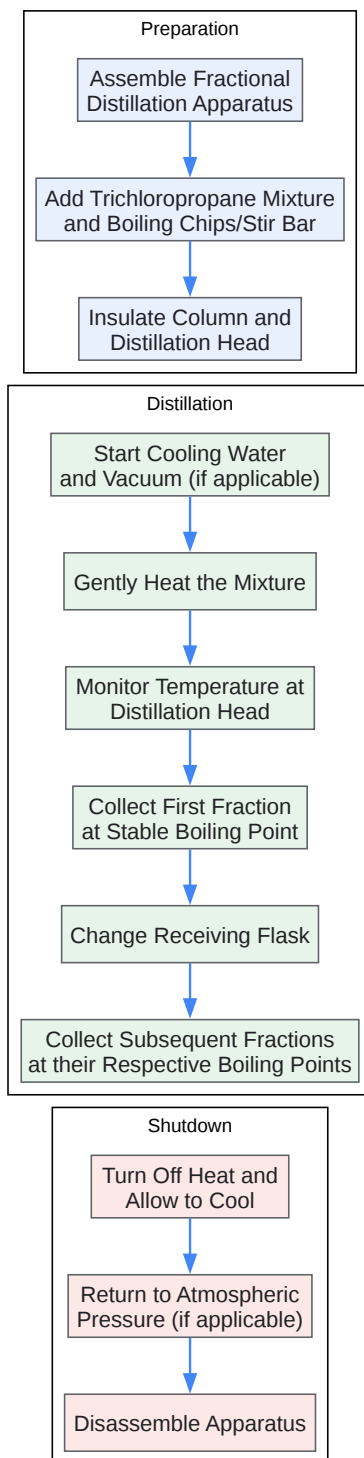 Preparation
Assemble Fractional
Distillation Apparatus
Add Trichloropropane Mixture
and Boiling Chips/Stir Bar
Insulate Column and
Distillation Head
Distillation
Start Cooling Water
and Vacuum (if applicable)
Gently Heat the Mixture
Monitor Temperature at
Distillation Head
Collect First Fraction
at Stable Boiling Point
Change Receiving Flask
Collect Subsequent Fractions
at their Respective Boiling Points
Shutdown
Turn Off Heat and
Allow to Cool
Return to Atmospheric
Pressure (if applicable)
Disassemble Apparatus